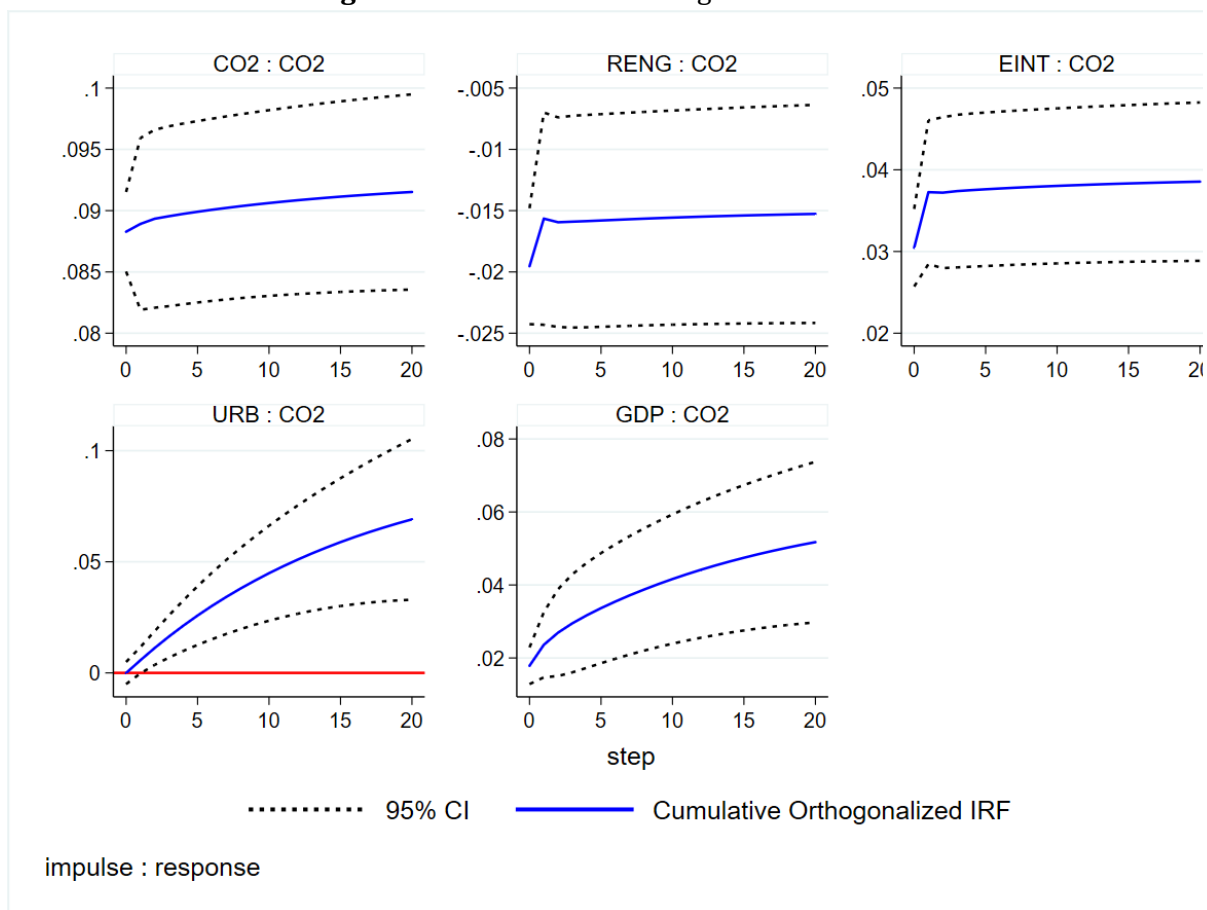 CO2 : CO2
.1
.095
.09
.085
.08
0 5 10 15 20
RENG : CO2
-.005
-.01
-.015
-.02
-.025
0 5 10 15 20
EINT : CO2
.05
.04
.03
.02
0 5 10 15
URB : CO2
.1
.05
0
0 5 10 15 20
GDP : CO2
.08
.06
.04
.02
0 5 10 15 20
step
95% CI Cumulative Orthogonalized IRF
impulse : response